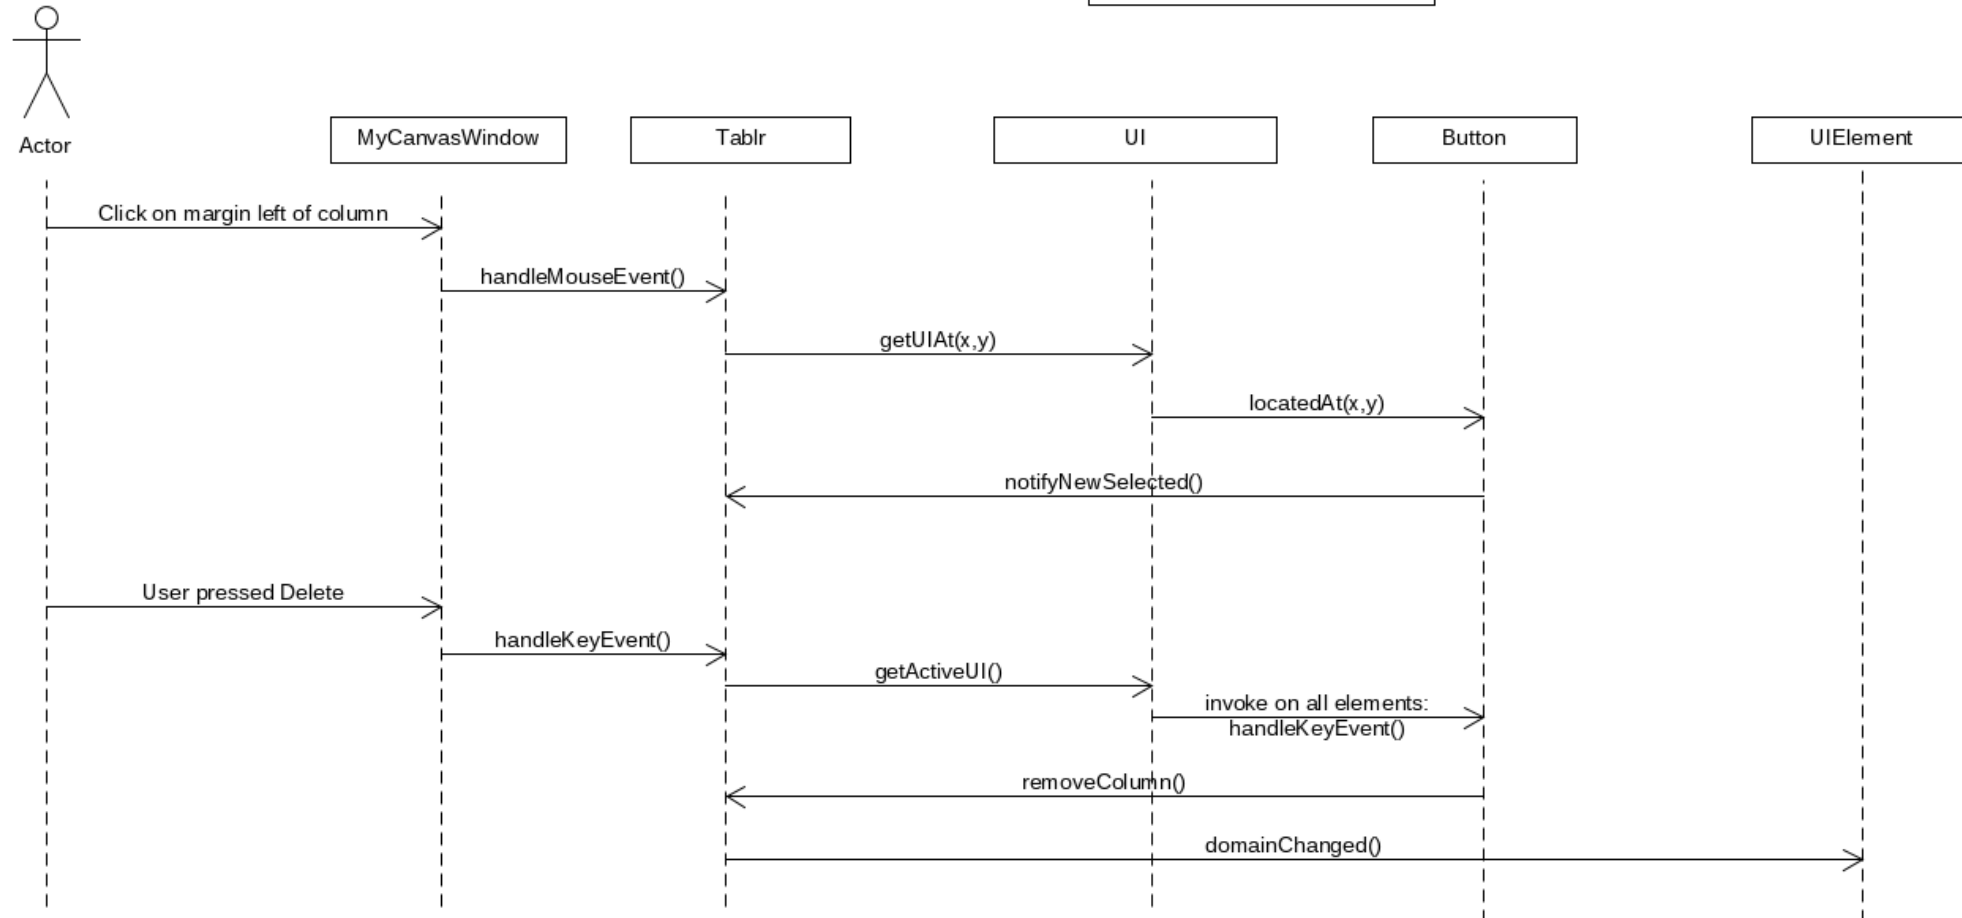 Actor
MyCanvasWindow
Tablr
UI
Button
UIElement
Click on margin left of column
handleMouseEvent()
getUIAt(x,y)
locatedAt(x,y)
notifyNewSelected()
User pressed Delete
handleKeyEvent()
getActiveUI()
invoke on all elements:
handleKeyEvent()
removeColumn()
domainChanged()